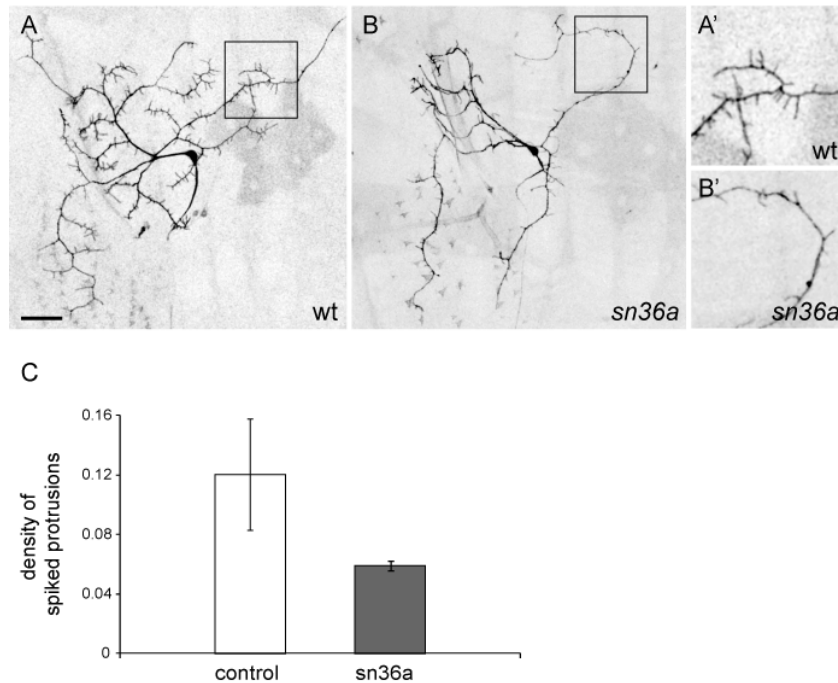 A
wt
B
sn36a
A'
wt
B'
sn36a
C
density of
spiked protrusions
0.16
0.12
0.08
0.04
0
control
sn36a